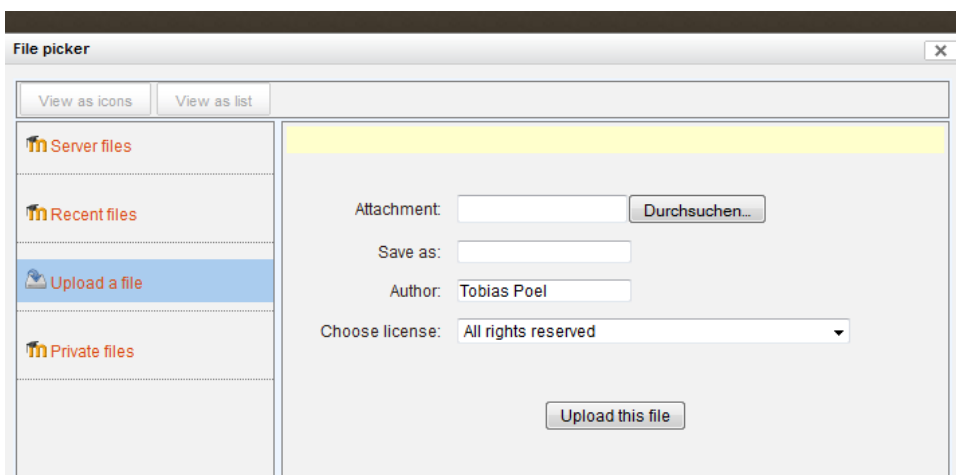 File picker
View as icons View as list
Server files
Recent files
Upload a file
Private files
Attachment: Durchsuchen...
Save as:
Author: Tobias Poel
Choose license: All rights reserved
Upload this file